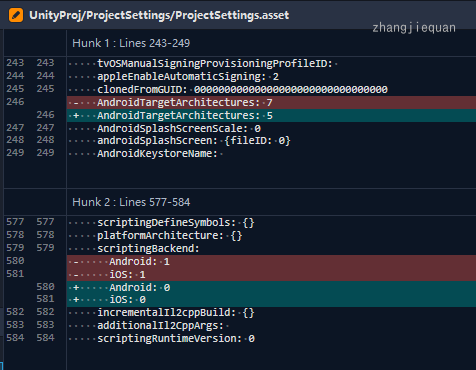 UnityProj/ProjectSettings/ProjectSettings.asset
zhangjiequan
Hunk 1 : Lines 243-249
243 243 ·····tvOSManualSigningProvisioningProfileID:·
244 244 ·····appleEnableAutomaticSigning:·2
245 245 ·····clonedFromGUID:·00000000000000000000000000000000
246 -·····AndroidTargetArchitectures:·7
246 +·····AndroidTargetArchitectures:·5
247 247 ·····AndroidSplashScreenScale:·0
248 248 ·····androidSplashScreen:·{fileID:·0}
249 249 ·····AndroidKeystoreName:·
Hunk 2 : Lines 577-584
577 577 ·····scriptingDefineSymbols:·{}
578 578 ·····platformArchitecture:·{}
579 579 ·····scriptingBackend:
580 -·····Android:·1
581 -·····iOS:·1
580 +·····Android:·0
581 +·····iOS:·0
582 582 ·····incrementalIl2cppBuild:·{}
583 583 ·····additionalIl2CppArgs:·
584 584 ·····scriptingRuntimeVersion:·0